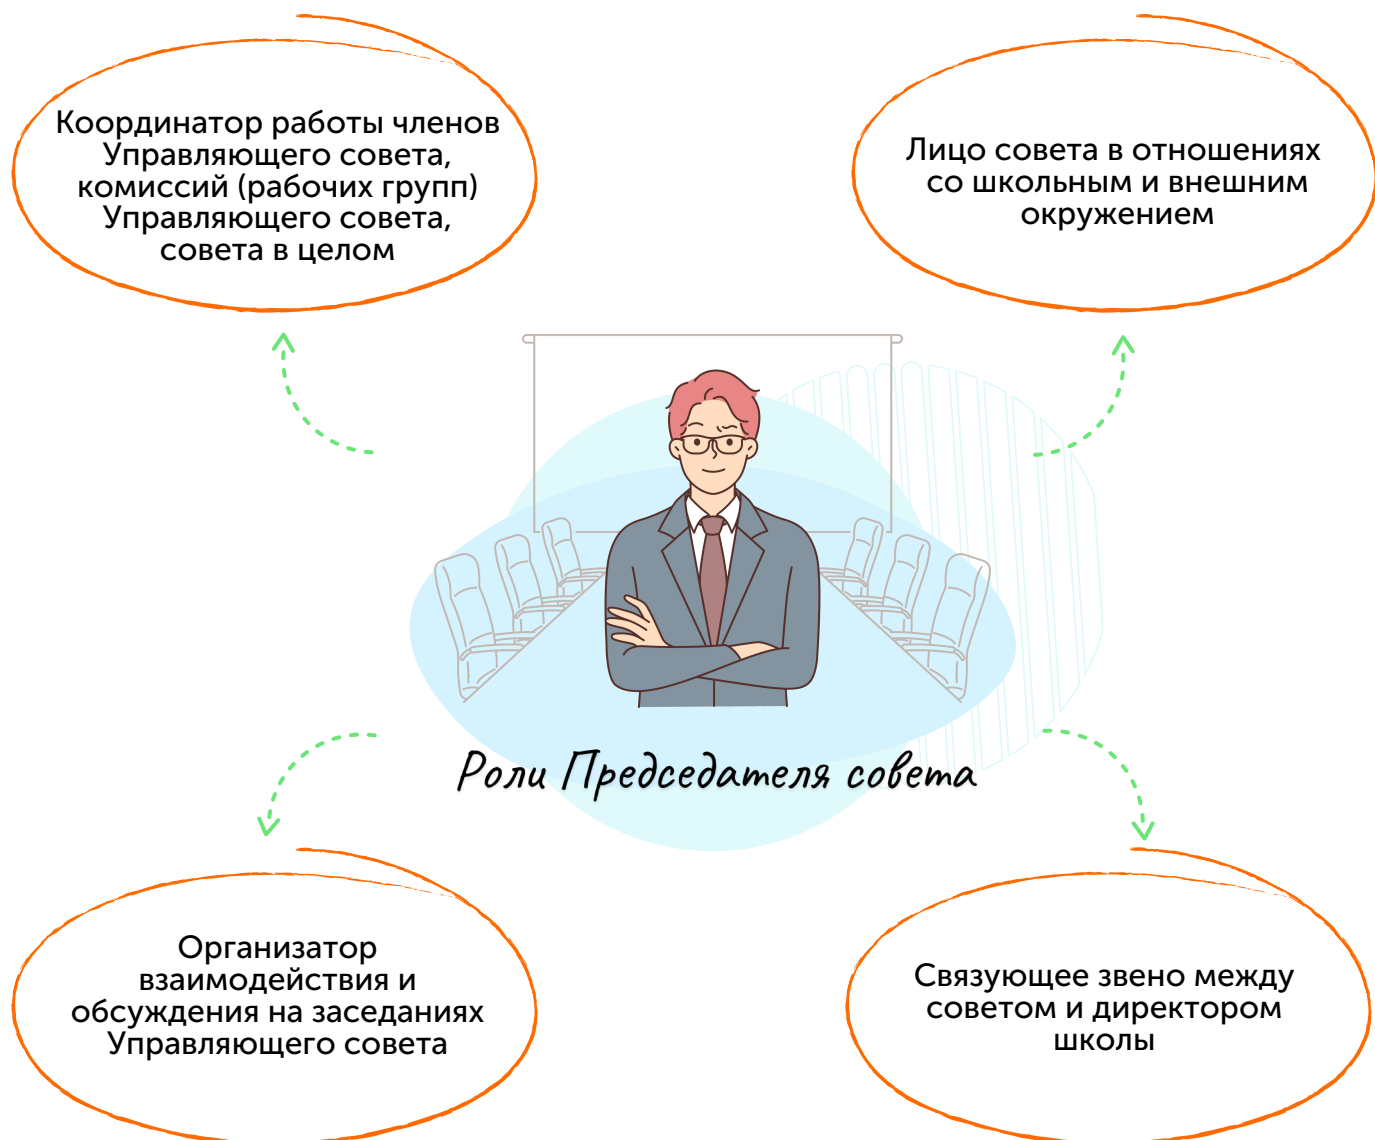 Координатор работы членов
Управляющего совета,
комиссий (рабочих групп)
Управляющего совета,
совета в целом
Лицо совета в отношениях
со школьным и внешним
окружением
Роли Председателя совета
Организатор
взаимодействия и
обсуждения на заседаниях
Управляющего совета
Связующее звено между
советом и директором
школы